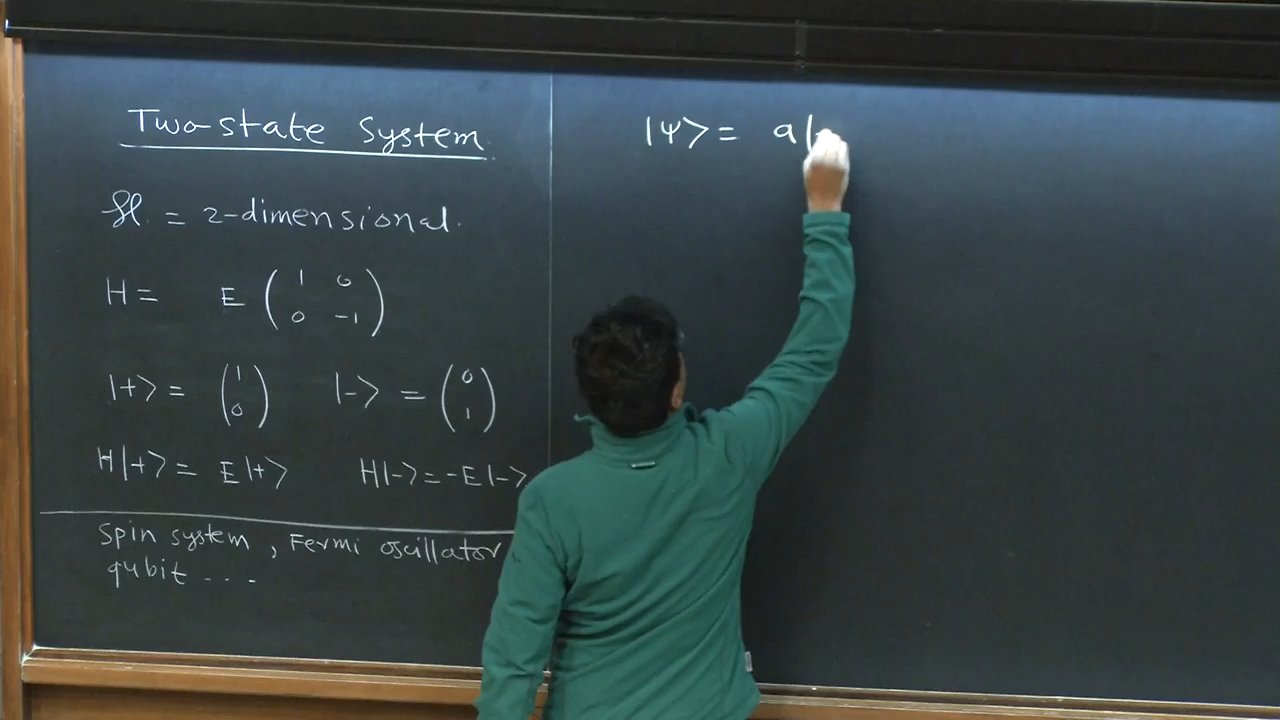 Two-state System
H = 2-dimensional.
H = E ( 1 0 0 -1 )
|+> = ( 1 0 ) |-> = ( 0 1 )
H|+> = E|+> H|-> = -E|->
Spin system, Fermi oscillator
qubit ...
|ψ> = a|